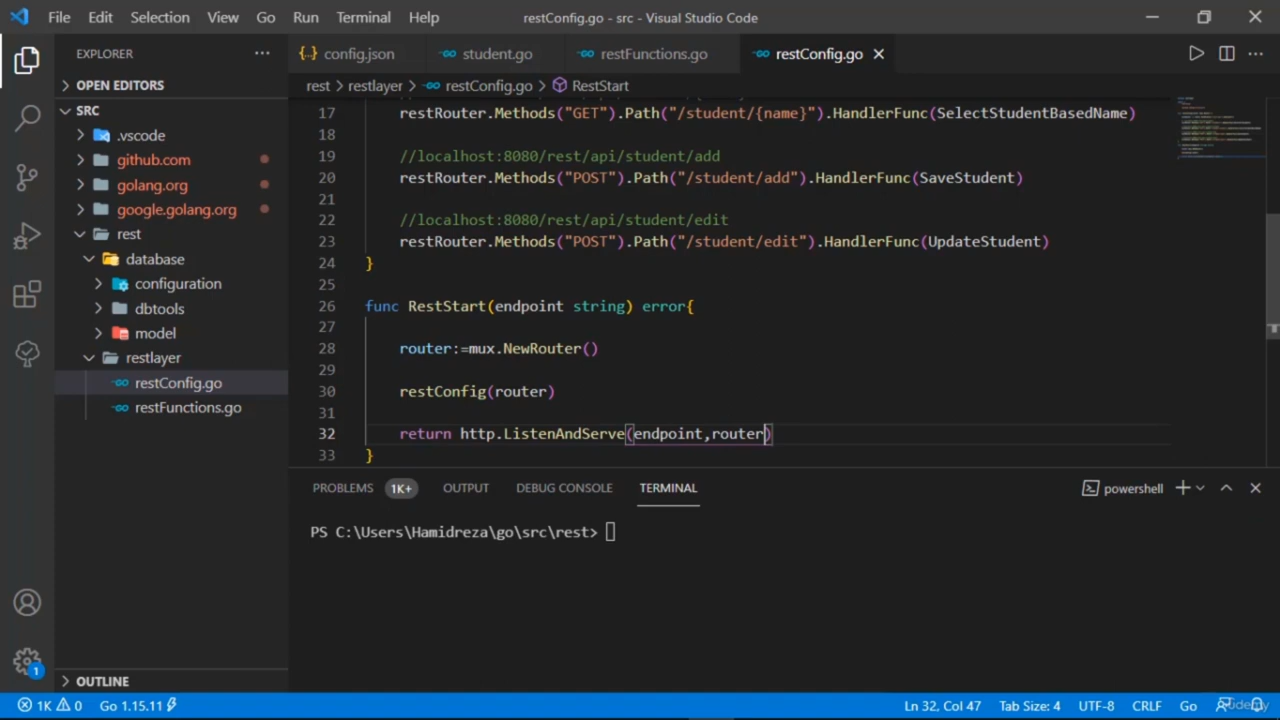 File Edit Selection View Go Run Terminal Help restConfig.go - src - Visual Studio Code
EXPLORER
OPEN EDITORS
SRC
.vscode
github.com
golang.org
google.golang.org
rest
database
configuration
dbtools
model
restlayer
restConfig.go
restFunctions.go
OUTLINE
config.json student.go restFunctions.go restConfig.go
rest > restlayer > restConfig.go > RestStart
17 restRouter.Methods("GET").Path("/student/{name}").HandlerFunc(SelectStudentBasedName)
18
19 //localhost:8080/rest/api/student/add
20 restRouter.Methods("POST").Path("/student/add").HandlerFunc(SaveStudent)
21
22 //localhost:8080/rest/api/student/edit
23 restRouter.Methods("POST").Path("/student/edit").HandlerFunc(UpdateStudent)
24 }
25
26 func RestStart(endpoint string) error{
27
28 router:=mux.NewRouter()
29
30 restConfig(router)
31
32 return http.ListenAndServe(endpoint,router)
33 }
PROBLEMS 1K+ OUTPUT DEBUG CONSOLE TERMINAL powershell
PS C:\Users\Hamidreza\go\src\rest>
1
1K 0 Go 1.15.11 Ln 32, Col 47 Tab Size: 4 UTF-8 CRLF Go